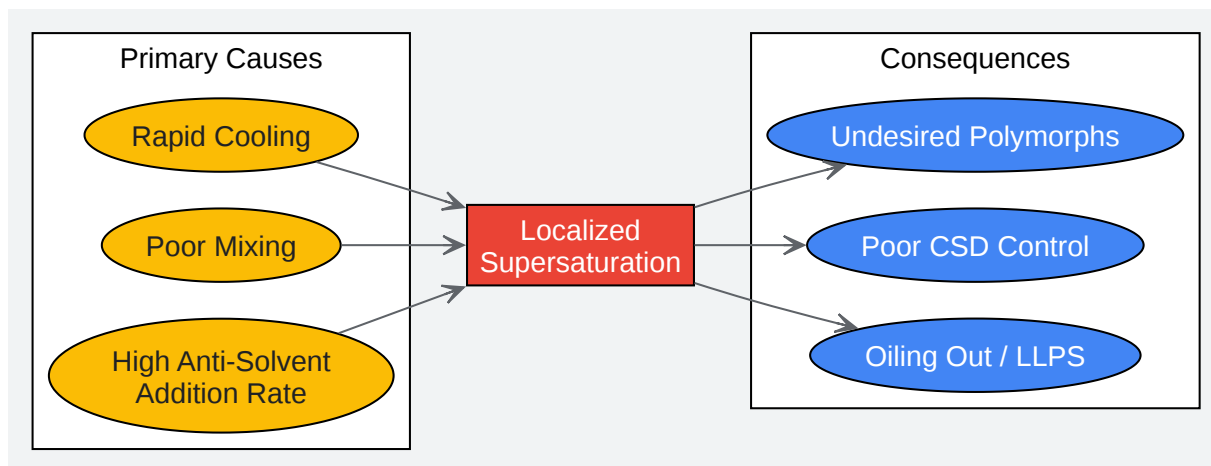 Primary Causes
Rapid Cooling
Poor Mixing
High Anti-Solvent
Addition Rate
Localized
Supersaturation
Consequences
Undesired Polymorphs
Poor CSD Control
Oiling Out / LLPS